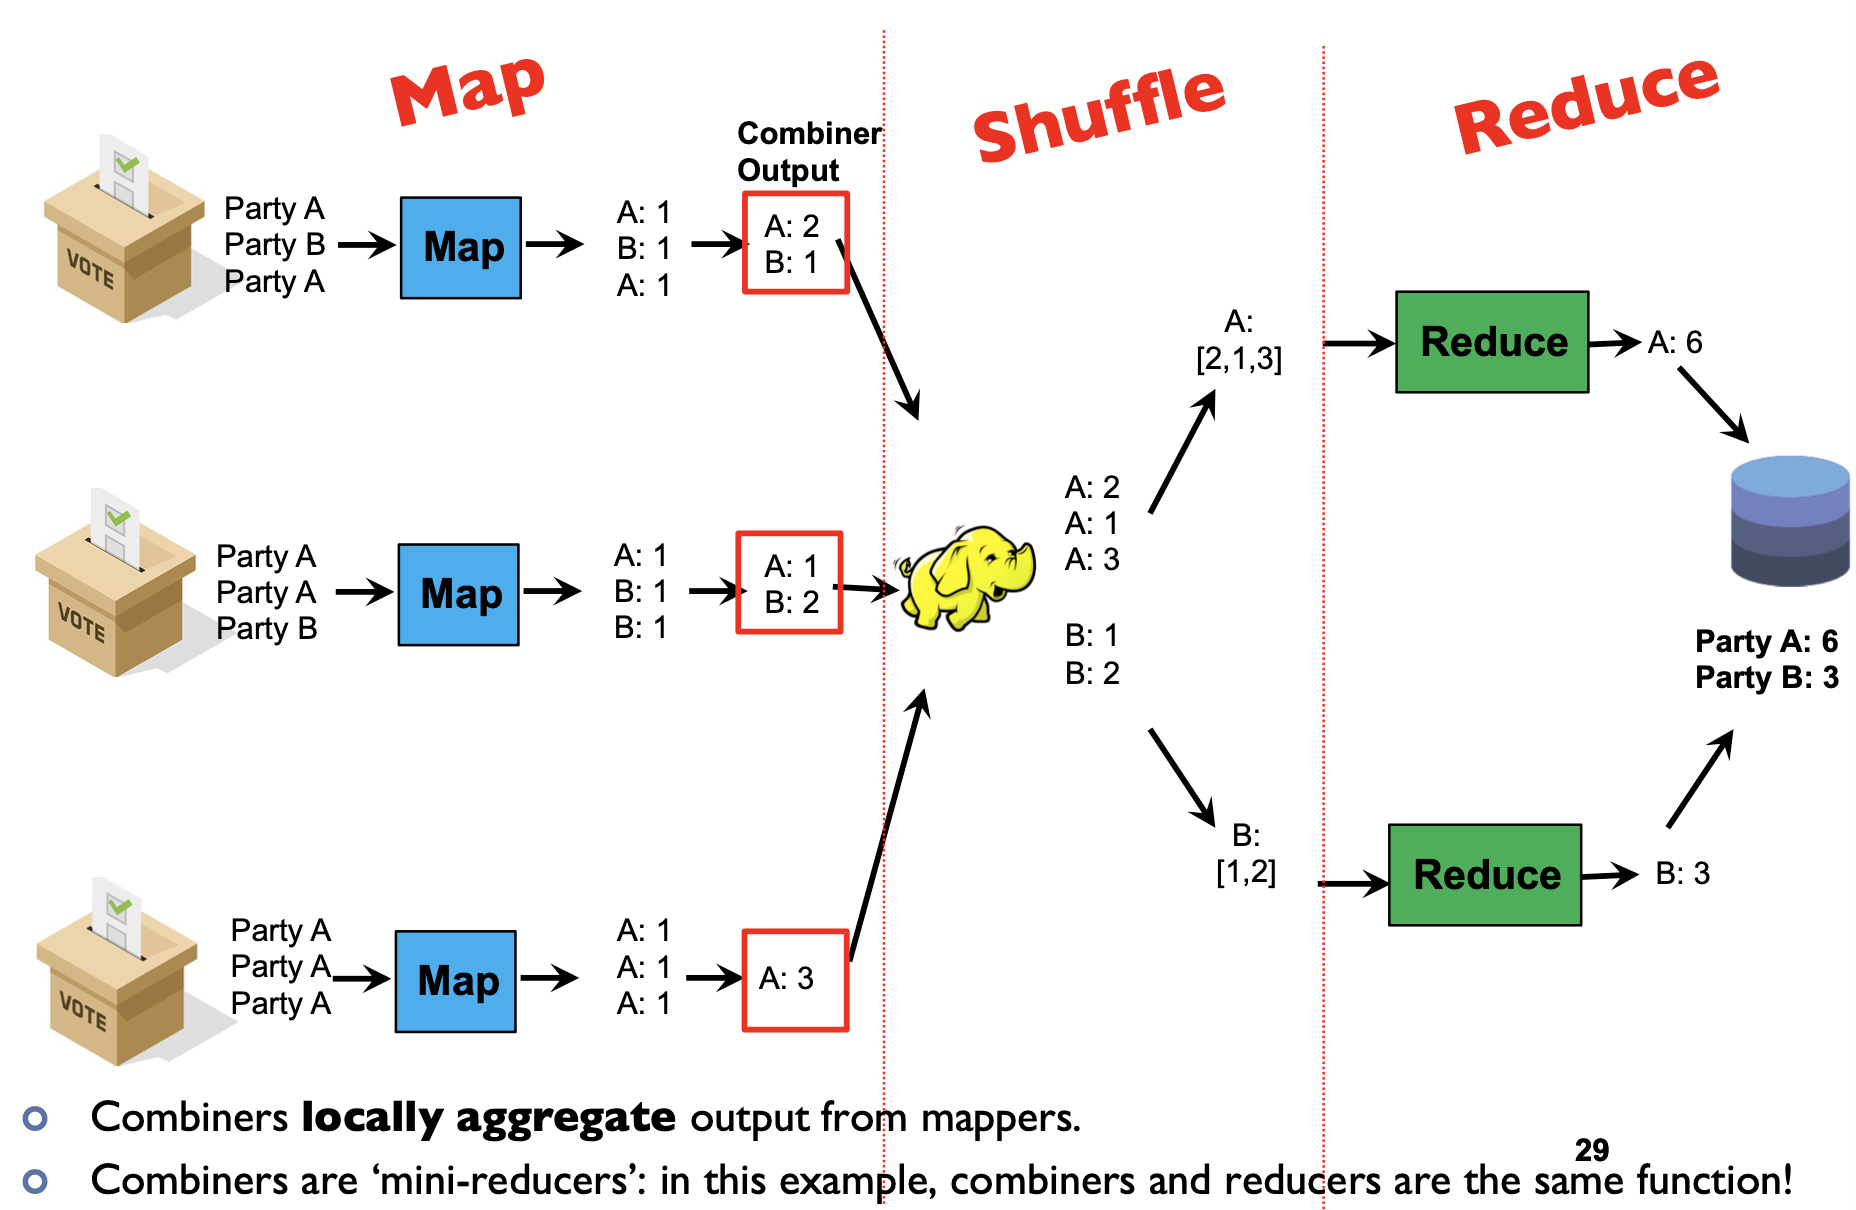 Map
Shuffle
Reduce
Combiner
Output
VOTE
Party A
Party B
Party A
Map
A: 1
B: 1
A: 1
A: 2
B: 1
VOTE
Party A
Party A
Party B
Map
A: 1
B: 1
B: 1
A: 1
B: 2
VOTE
Party A
Party A
Party A
Map
A: 1
A: 1
A: 1
A: 3
A: 2
A: 1
A: 3
B: 1
B: 2
A:
[2,1,3]
B:
[1,2]
Reduce
A: 6
Reduce
B: 3
Party A: 6
Party B: 3
Combiners locally aggregate output from mappers.
29
Combiners are ‘mini-reducers’: in this example, combiners and reducers are the same function!